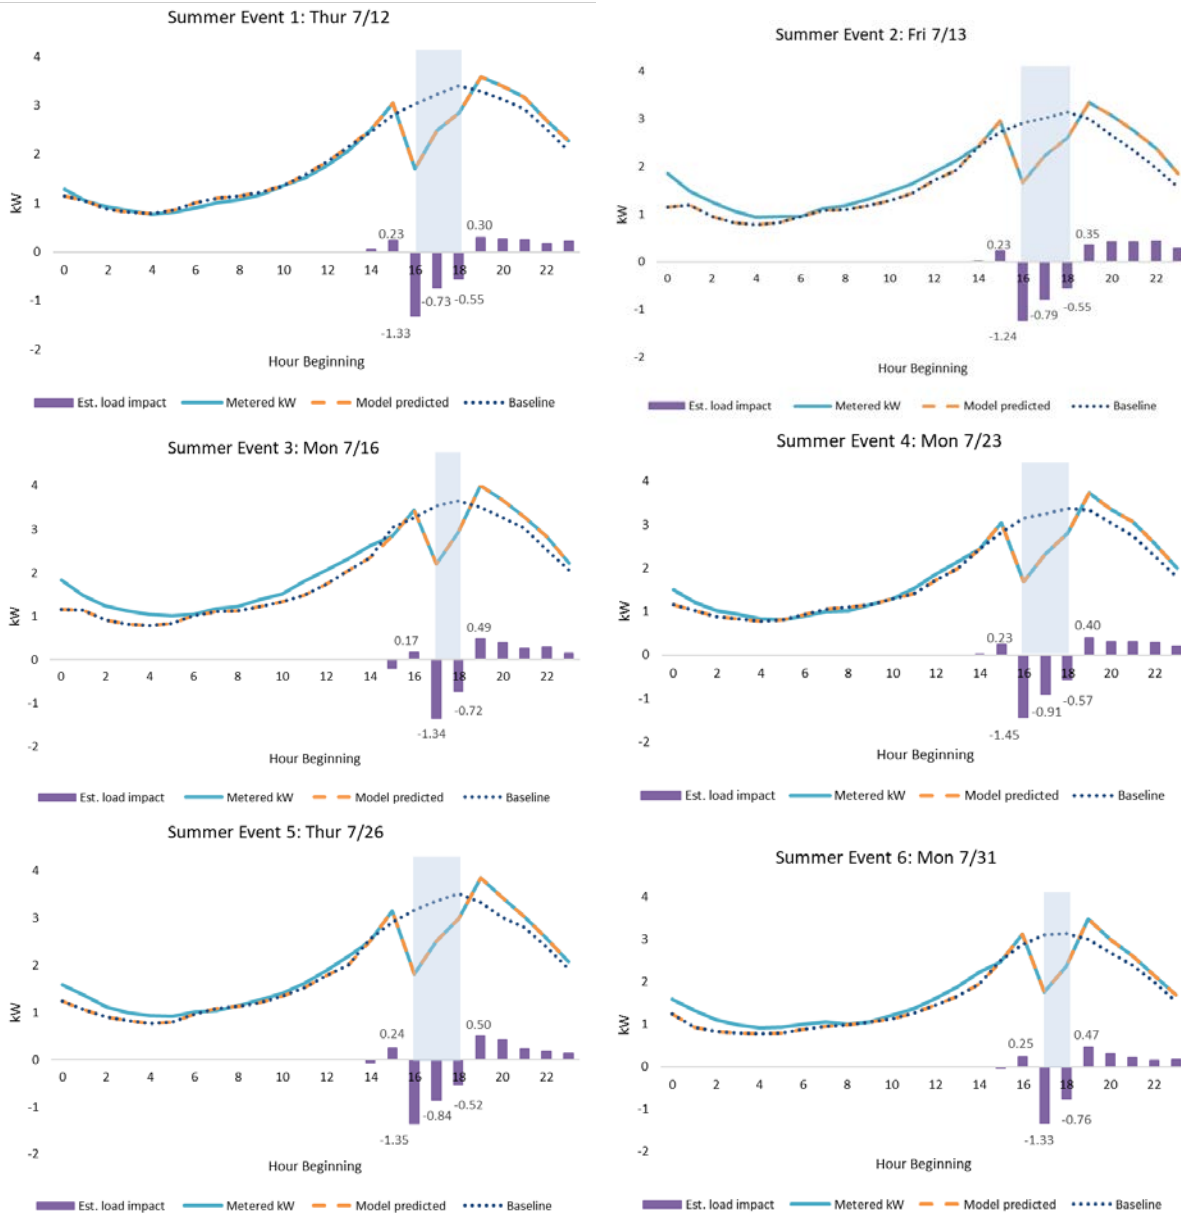 Summer Event 1: Thur 7/12
4
3
2
1
0
-1
-2
kW
0 2 4 6 8 10 12 14 16 18 20 22
0.23
0.30
-0.73
-0.55
-1.33
Hour Beginning
Est. load impact Metered kW Model predicted Baseline
Summer Event 2: Fri 7/13
4
3
2
1
0
-1
-2
kW
0 2 4 6 8 10 12 14 16 18 20 22
0.23
0.35
-0.79
-0.55
-1.24
Hour Beginning
Est. load impact Metered kW Model predicted Baseline
Summer Event 3: Mon 7/16
4
3
2
1
0
-1
-2
kW
0 2 4 6 8 10 12 14 16 18 20 22
0.17
0.49
-0.72
-1.34
Hour Beginning
Est. load impact Metered kW Model predicted Baseline
Summer Event 4: Mon 7/23
4
3
2
1
0
-1
-2
kW
0 2 4 6 8 10 12 14 16 18 20 22
0.23
0.40
-0.91
-0.57
-1.45
Hour Beginning
Est. load impact Metered kW Model predicted Baseline
Summer Event 5: Thur 7/26
4
3
2
1
0
-1
-2
kW
0 2 4 6 8 10 12 14 16 18 20 22
0.24
0.50
-0.84
-0.52
-1.35
Hour Beginning
Est. load impact Metered kW Model predicted Baseline
Summer Event 6: Mon 7/31
4
3
2
1
0
-1
-2
kW
0 2 4 6 8 10 12 14 16 18 20 22
0.25
0.47
-0.76
-1.33
Hour Beginning
Est. load impact Metered kW Model predicted Baseline